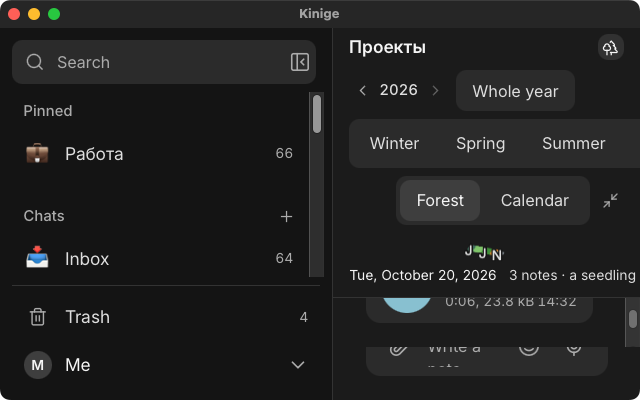 Kinige
Search
Pinned
Работа 66
Chats
Inbox 64
Trash 4
M Me
Проекты
2026 Whole year
Winter Spring Summer
Forest Calendar
Tue, October 20, 2026 3 notes · a seedling
0:06, 23.8 kB 14:32
Write a